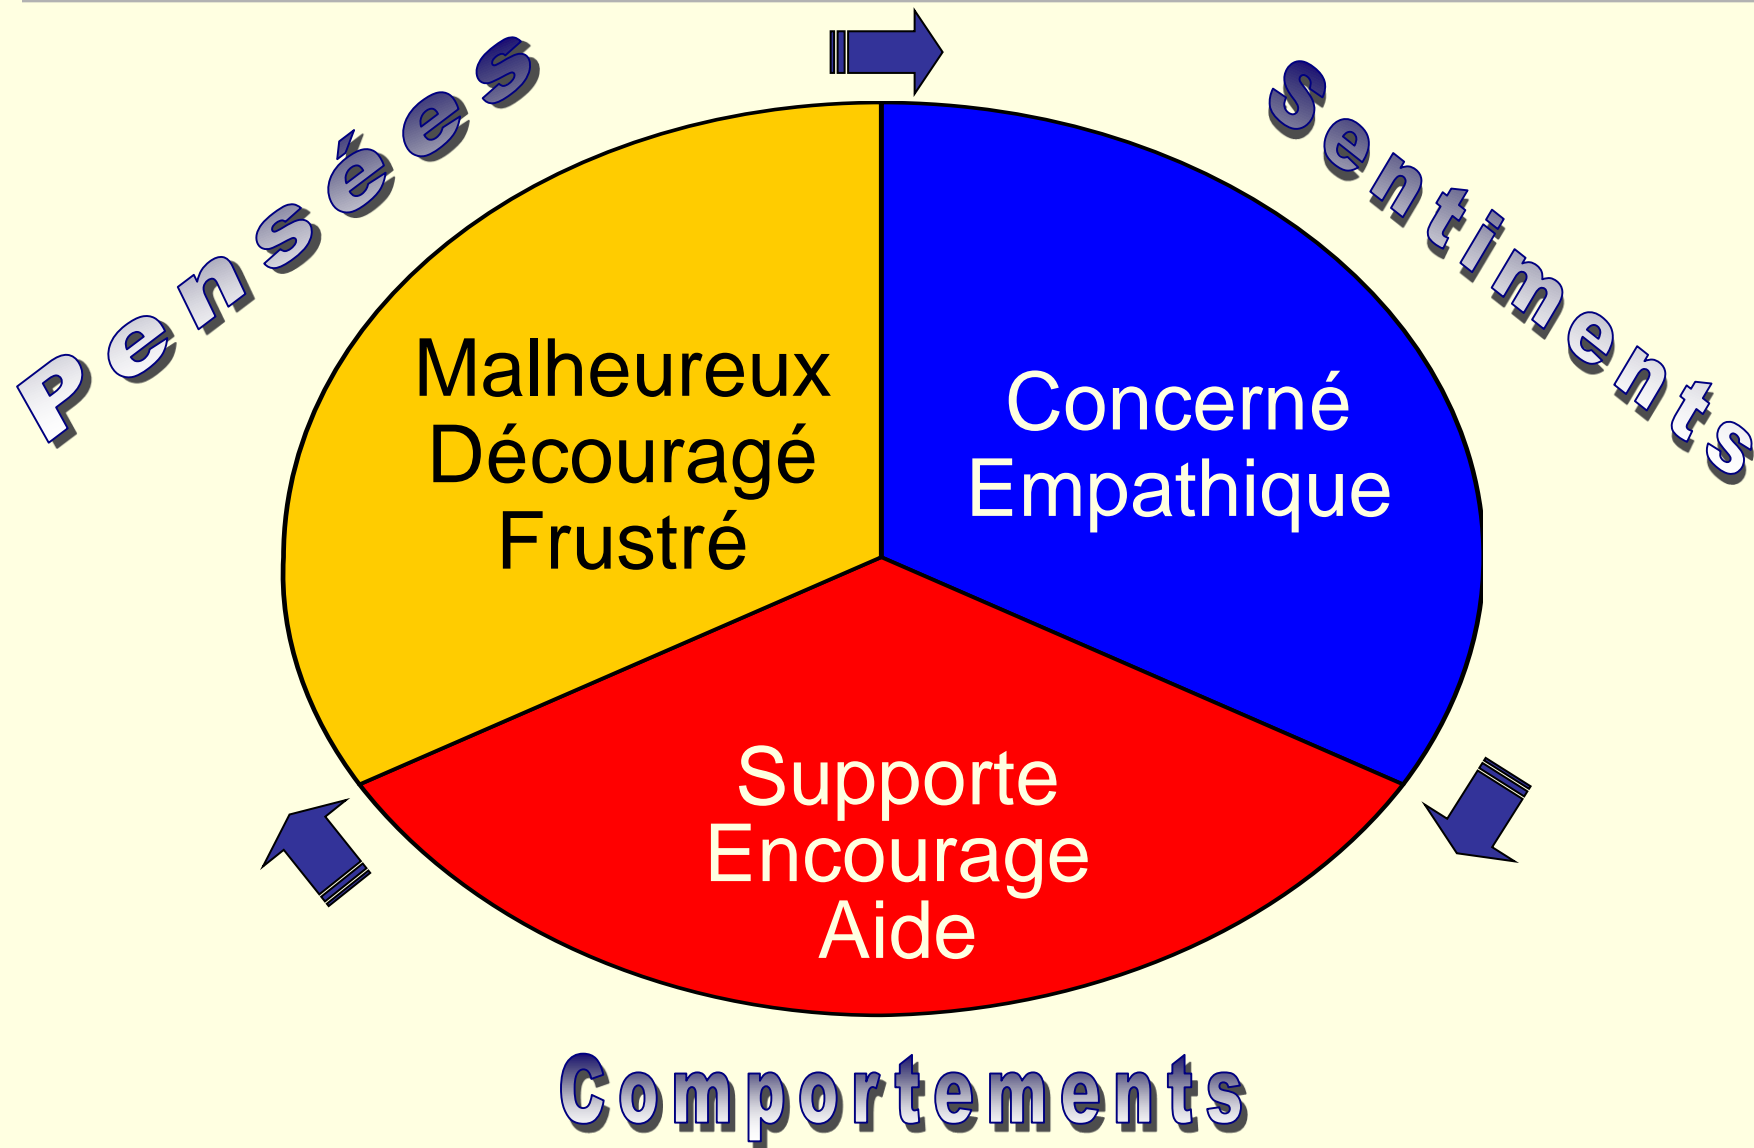 Pensées
Sentiments
Malheureux
Découragé
Frustré
Concerné
Empathique
Supporte
Encourage
Aide
Comportements